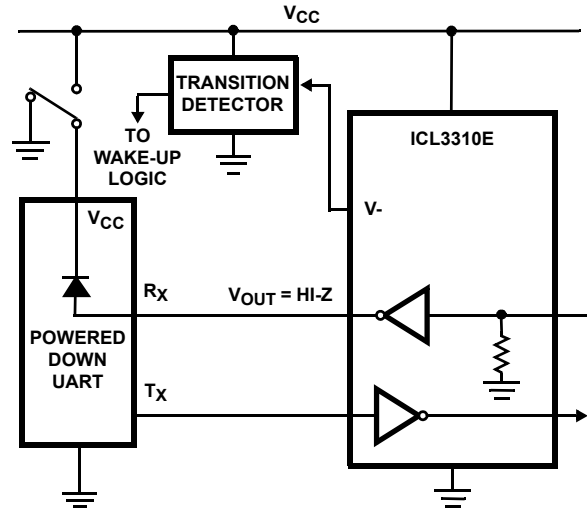 VCC
TRANSITION
DETECTOR
TO
WAKE-UP
LOGIC
ICL3310E
V-
VCC
RX
VOUT = HI-Z
POWERED
DOWN
UART
TX